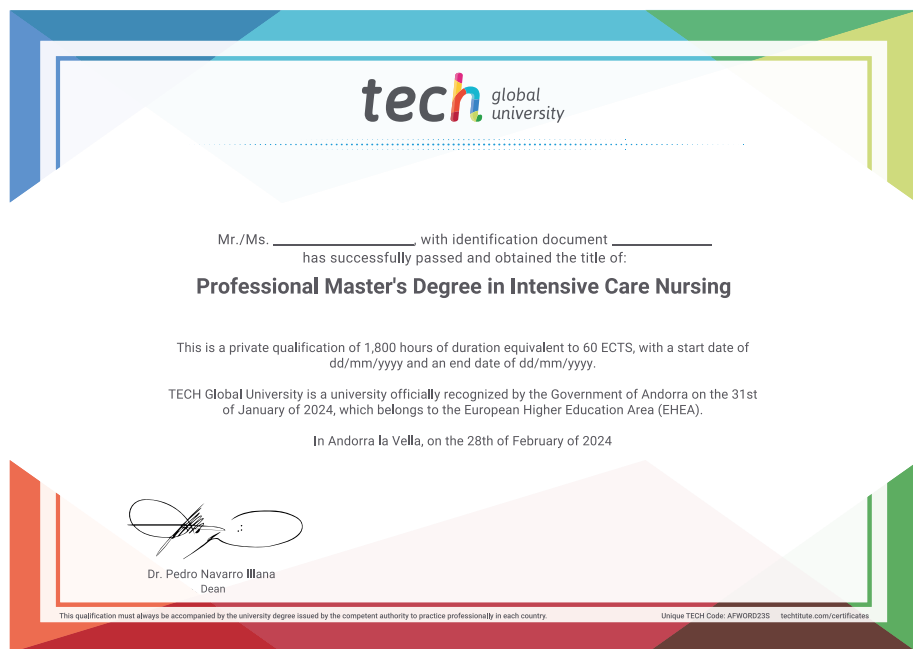 tech global university
Mr./Ms. ____________, with identification document ____________
has successfully passed and obtained the title of:
Professional Master's Degree in Intensive Care Nursing
This is a private qualification of 1,800 hours of duration equivalent to 60 ECTS, with a start date of
dd/mm/yyyy and an end date of dd/mm/yyyy.
TECH Global University is a university officially recognized by the Government of Andorra on the 31st
of January of 2024, which belongs to the European Higher Education Area (EHEA).
In Andorra la Vella, on the 28th of February of 2024
Dr. Pedro Navarro Illana
Dean
This qualification must always be accompanied by the university degree issued by the competent authority to practice professionally in each country.
Unique TECH Code: AFWORD23S techtitute.com/certificates